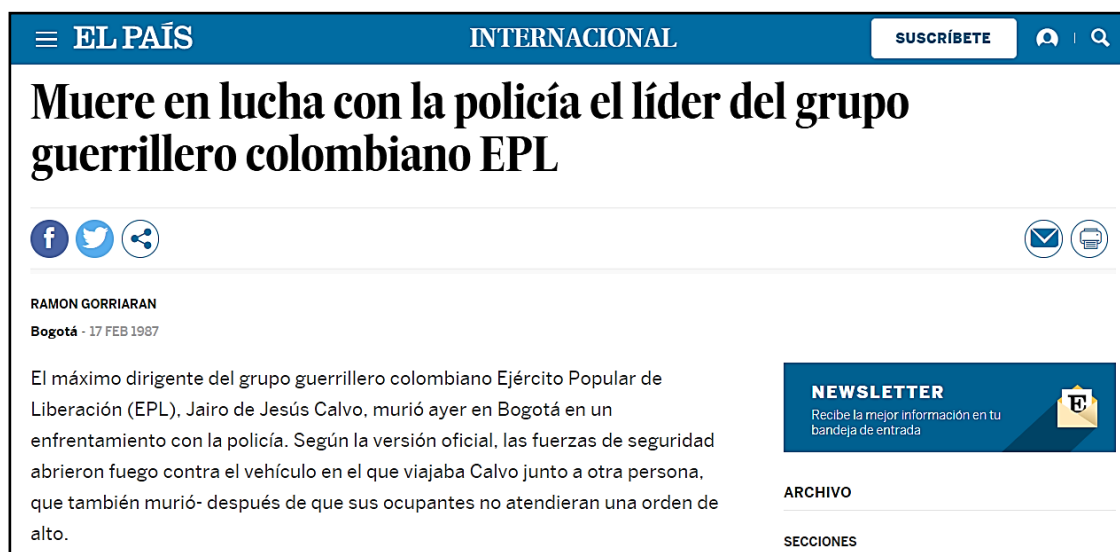 EL PAÍS
INTERNACIONAL
SUSCRÍBETE
Muere en lucha con la policía el líder del grupo
guerrillero colombiano EPL
RAMON GORRIARAN
Bogotá - 17 FEB 1987
El máximo dirigente del grupo guerrillero colombiano Ejército Popular de
Liberación (EPL), Jairo de Jesús Calvo, murió ayer en Bogotá en un
enfrentamiento con la policía. Según la versión oficial, las fuerzas de seguridad
abrieron fuego contra el vehículo en el que viajaba Calvo junto a otra persona,
que también murió- después de que sus ocupantes no atendieran una orden de
alto.
NEWSLETTER
Recibe la mejor información en tu
bandeja de entrada
ARCHIVO
SECCIONES